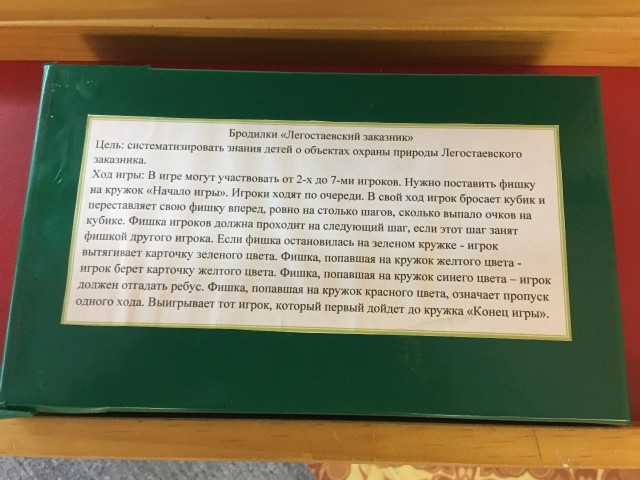 Бродилки «Легостаевский заказник»
Цель: систематизировать знания детей о объектах охраны природы Легостаевского
заказника.
Ход игры: В игре могут участвовать от 2-х до 7-ми игроков. Нужно поставить фишку
на кружок «Начало игры». Игроки ходят по очереди. В свой ход игрок бросает кубик и
переставляет свою фишку вперед, ровно на столько шагов, сколько выпало очков на
кубике. Фишка игроков должна проходит на следующий шаг, если этот шаг занят
фишкой другого игрока. Если фишка остановилась на зеленом кружке - игрок
вытягивает карточку зеленого цвета. Фишка, попавшая на кружок желтого цвета -
игрок берет карточку желтого цвета. Фишка, попавшая на кружок синего цвета – игрок
должен отгадать ребус. Фишка, попавшая на кружок красного цвета, означает пропуск
одного хода. Выигрывает тот игрок, который первый дойдет до кружка «Конец игры».